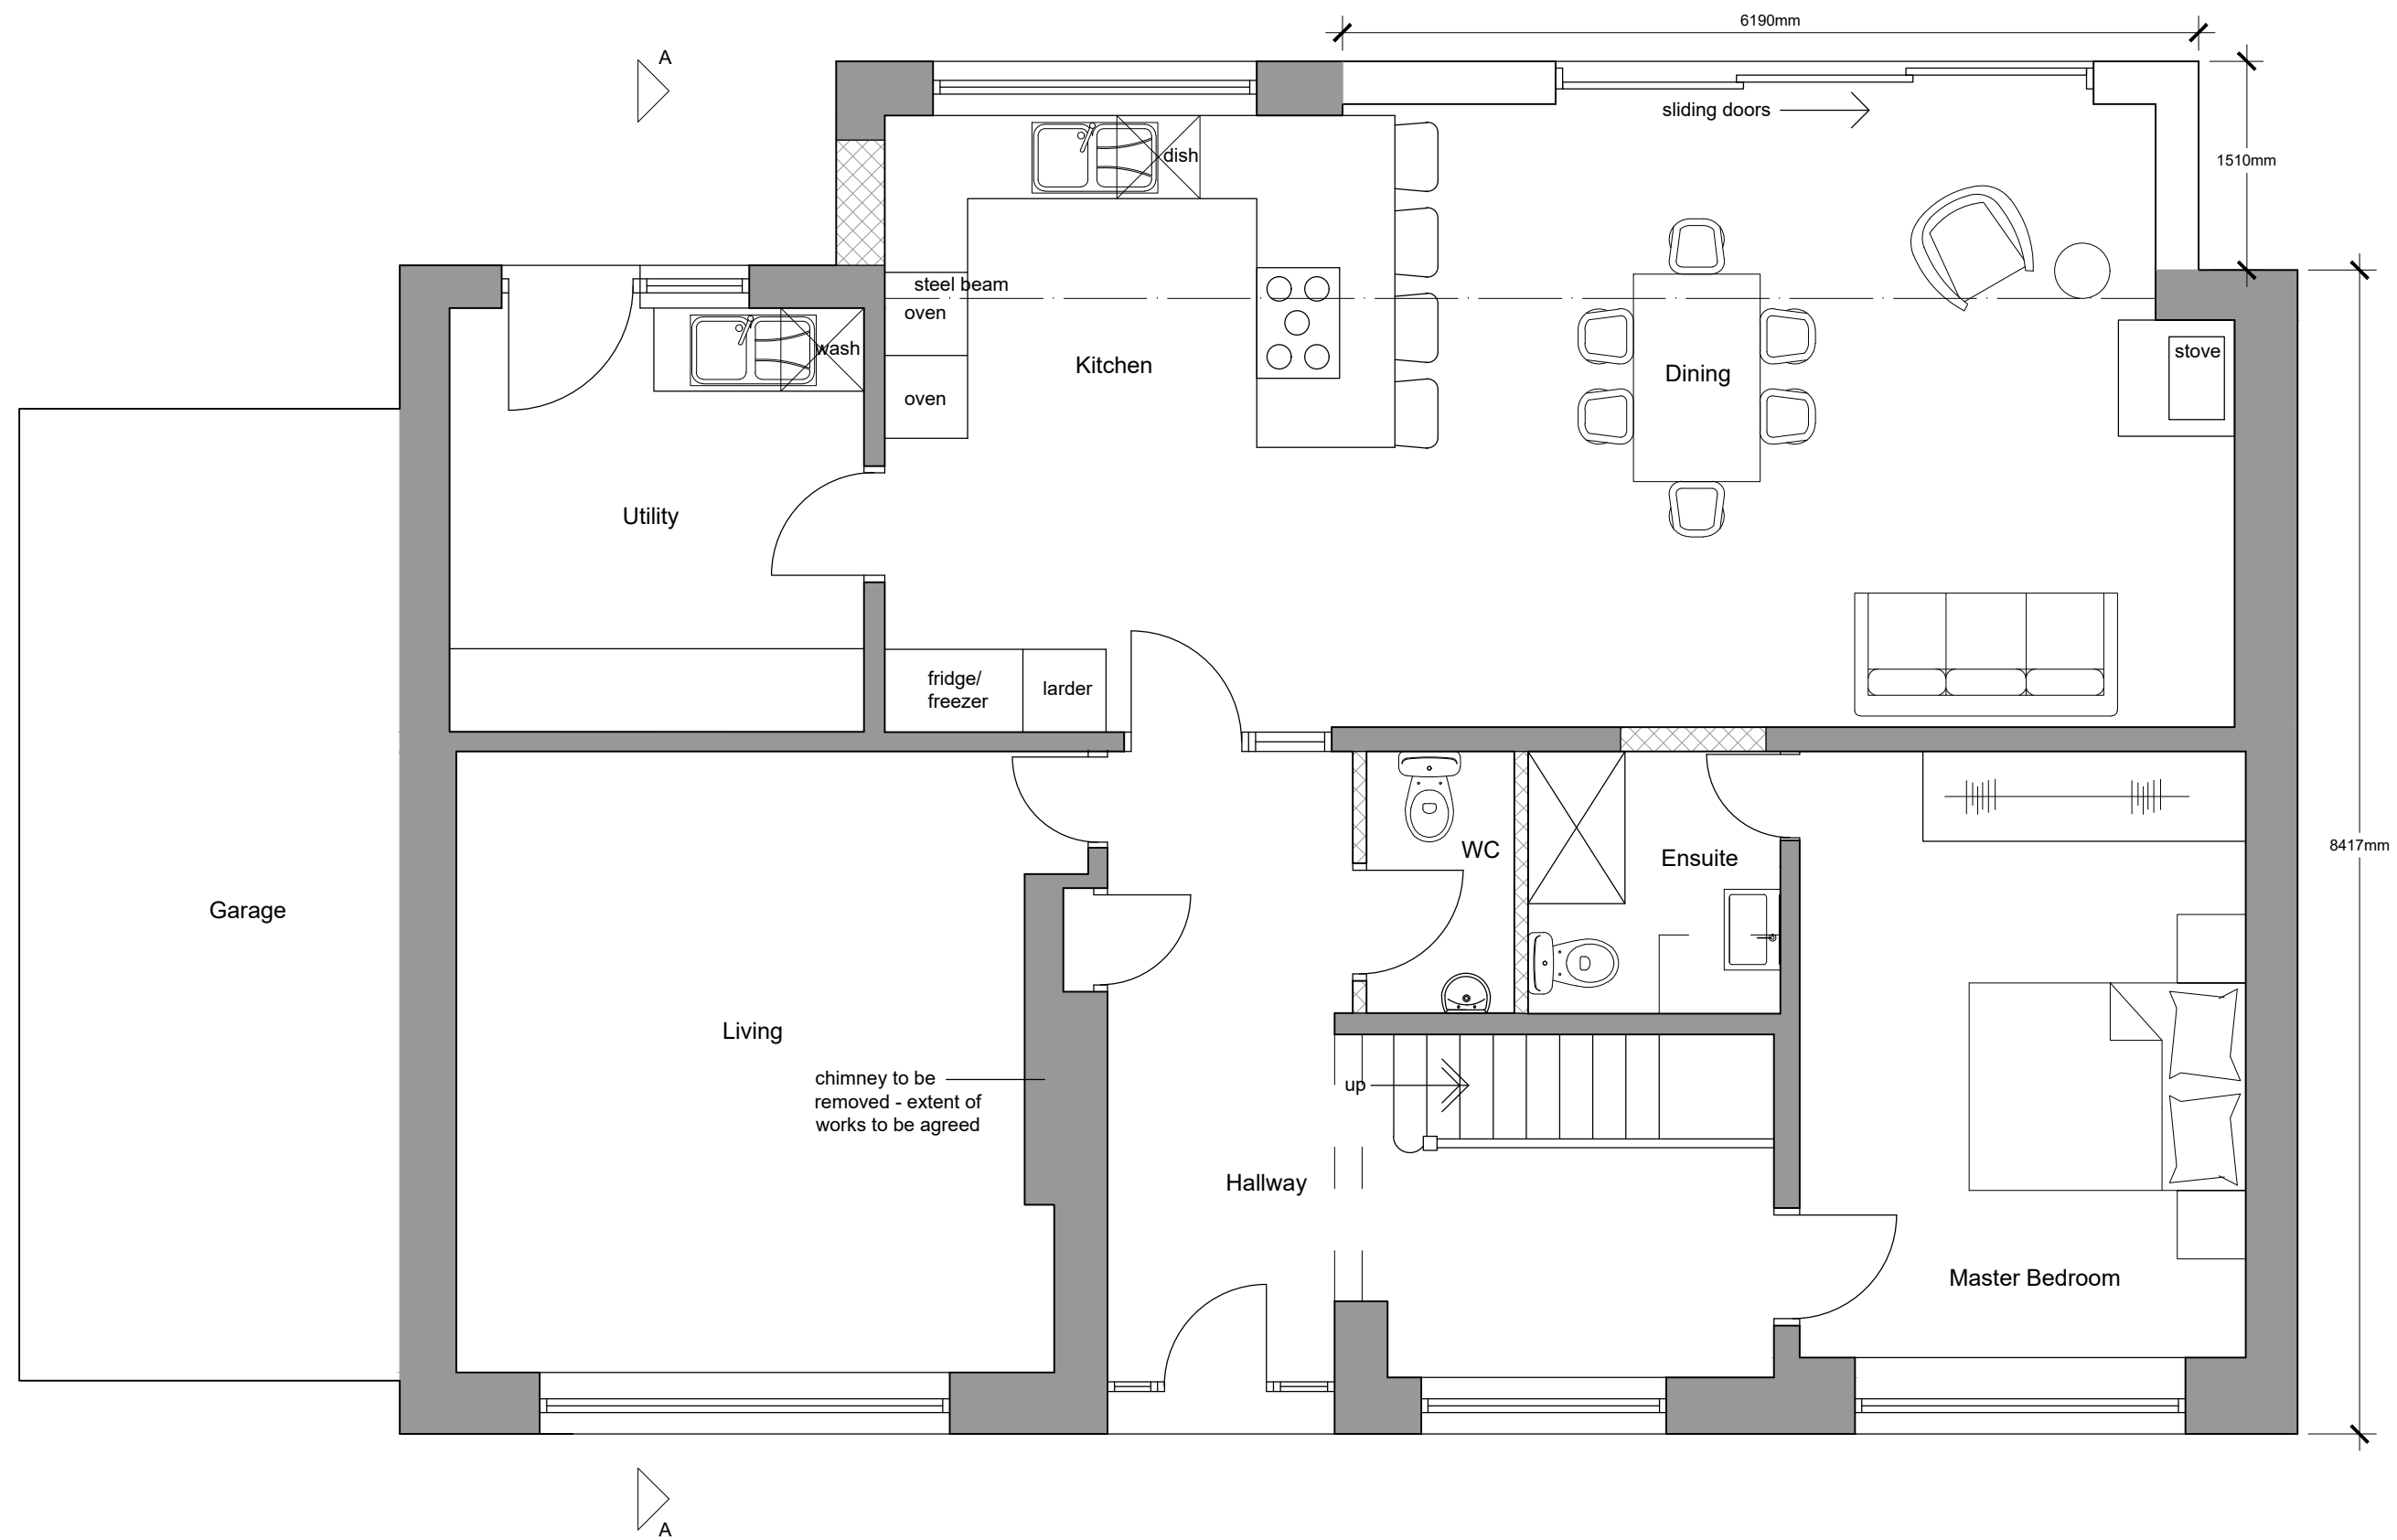 6190mm
A
sliding doors
dish
1510mm
steel beam
oven
wash
stove
Kitchen
Dining
oven
Utility
fridge/
freezer
larder
WC
Ensuite
8417mm
Garage
Living
chimney to be
removed - extent of
works to be agreed
up
Hallway
Master Bedroom
A